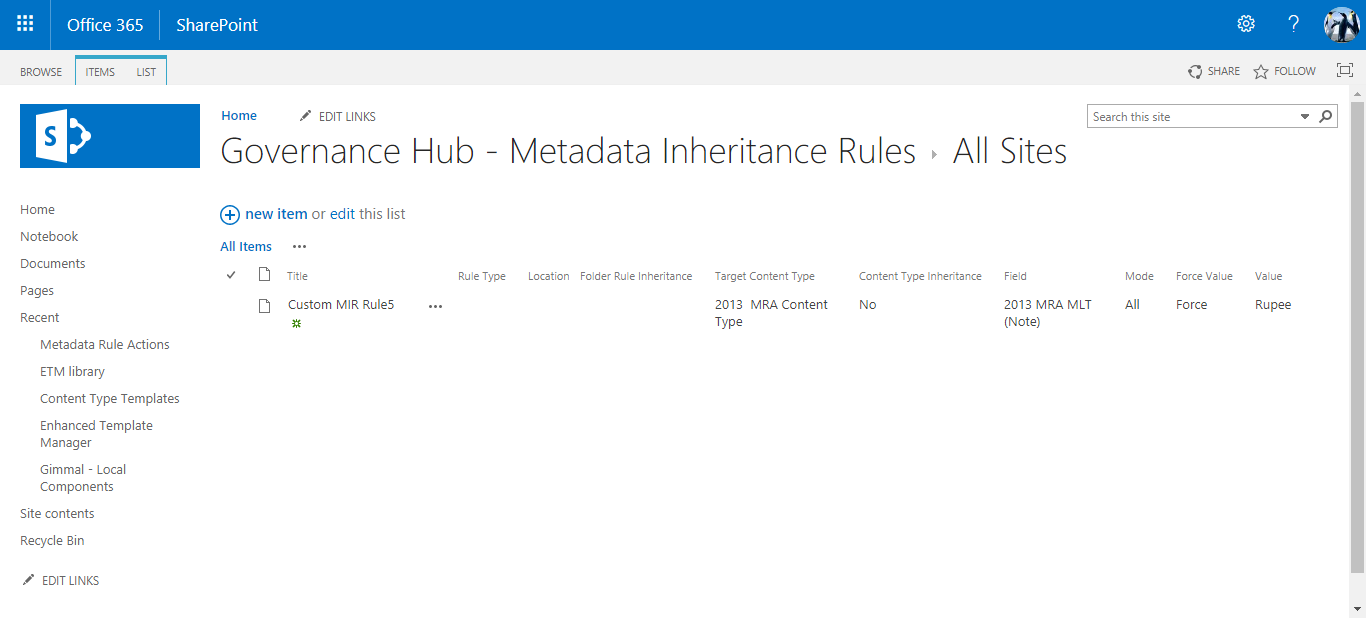 Office 365 SharePoint ?
BROWSE ITEMS LIST SHARE FOLLOW
S
Home EDIT LINKS Search this site
Governance Hub - Metadata Inheritance Rules ▸ All Sites
Home
Notebook
Documents
Pages
Recent
Metadata Rule Actions
ETM library
Content Type Templates
Enhanced Template
Manager
Gimmal - Local
Components
Site contents
Recycle Bin
EDIT LINKS
new item or edit this list
All Items ...
Title Rule Type Location Folder Rule Inheritance Target Content Type Content Type Inheritance Field Mode Force Value Value
Custom MIR Rule5 ... 2013 MRA Content No 2013 MRA MLT All Force Rupee
Type (Note)